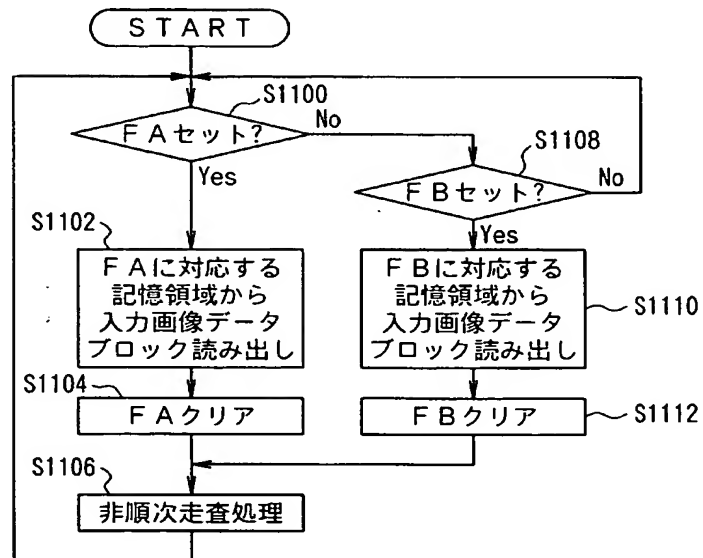 START
S1100
FAセット?
No
S1108
Yes
FBセット?
No
S1102
Yes
FAに対応する
記憶領域から
入力画像データ
ブロック読み出し
FBに対応する
記憶領域から
入力画像データ
ブロック読み出し
S1110
S1104
FAクリア
FBクリア
S1112
S1106
非順次走査処理